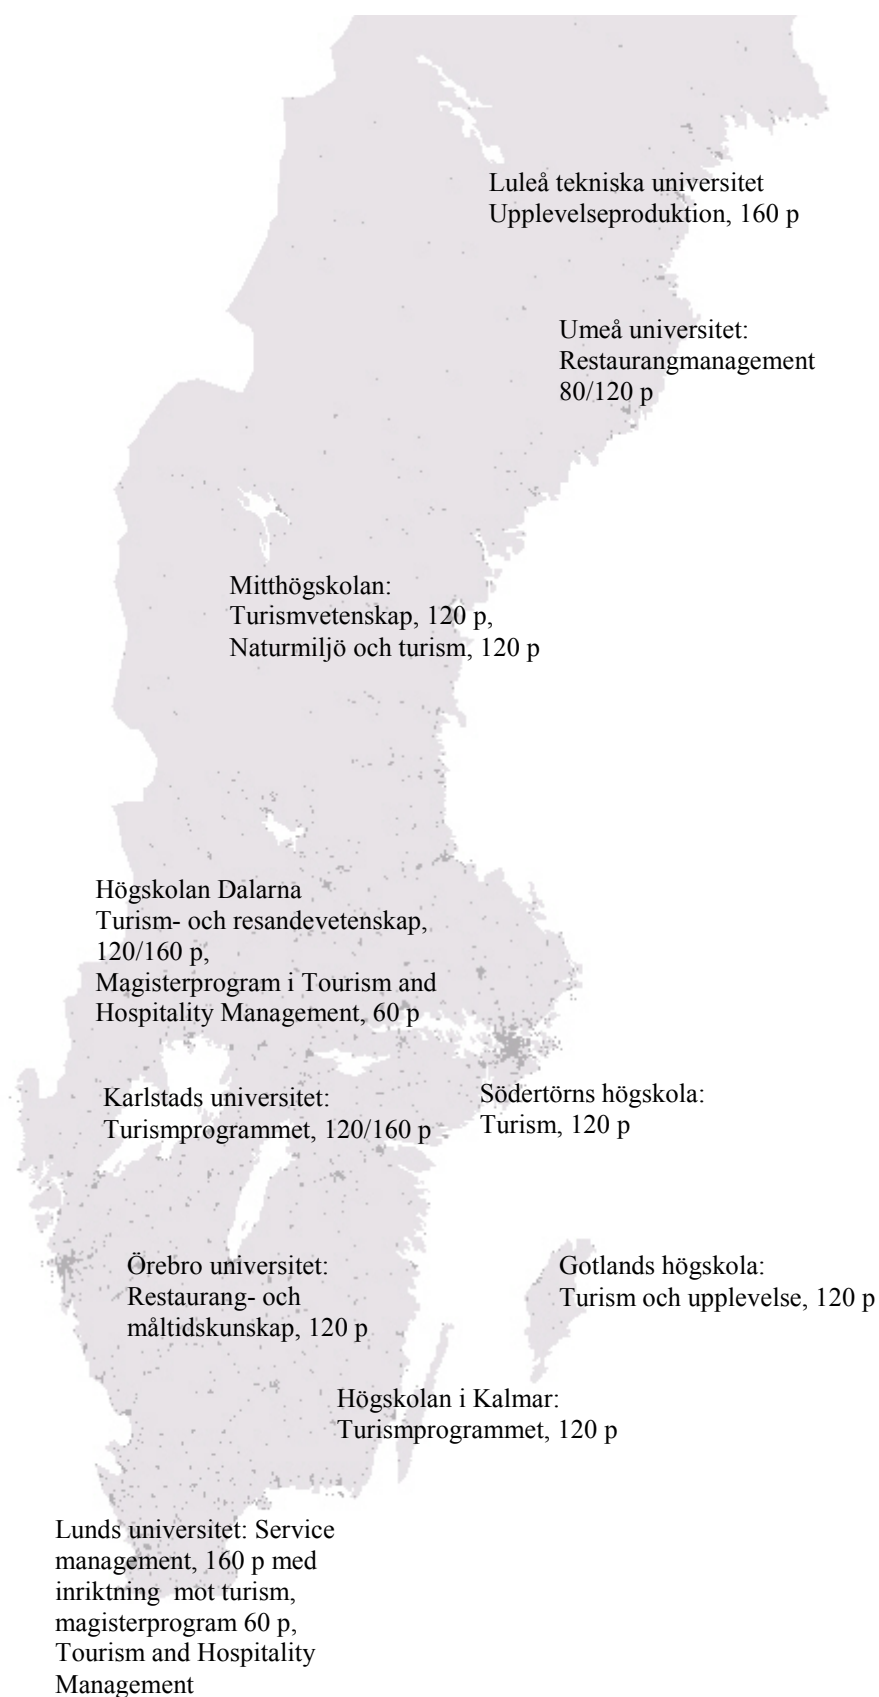 Luleå tekniska universitet
Upplevelseproduktion, 160 p
Umeå universitet:
Restaurangmanagement
80/120 p
Mitthögskolan:
Turismvetenskap, 120 p,
Naturmiljö och turism, 120 p
Högskolan Dalarna
Turism- och resandevetenskap,
120/160 p,
Magisterprogram i Tourism and
Hospitality Management, 60 p
Karlstads universitet:
Turismprogrammet, 120/160 p
Södertörns högskola:
Turism, 120 p
Örebro universitet:
Restaurang- och
måltidskunskap, 120 p
Gotlands högskola:
Turism och upplevelse, 120 p
Högskolan i Kalmar:
Turismprogrammet, 120 p
Lunds universitet: Service
management, 160 p med
inriktning mot turism,
magisterprogram 60 p,
Tourism and Hospitality
Management